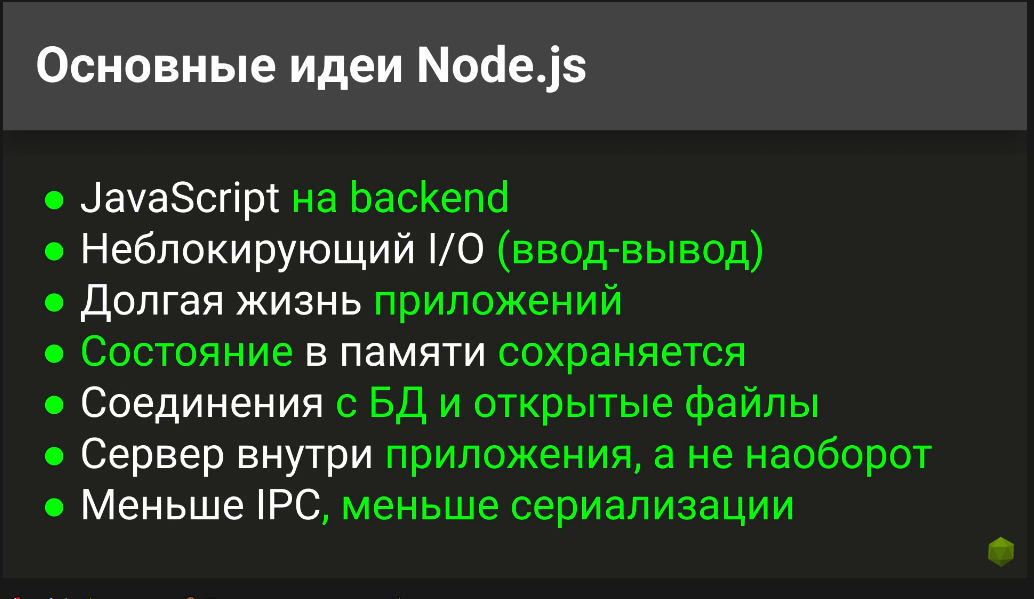 Основные идеи Node.js
● JavaScript на backend
● Неблокирующий I/O (ввод-вывод)
● Долгая жизнь приложений
● Состояние в памяти сохраняется
● Соединения с БД и открытые файлы
● Сервер внутри приложения, а не наоборот
● Меньше IPC, меньше сериализации